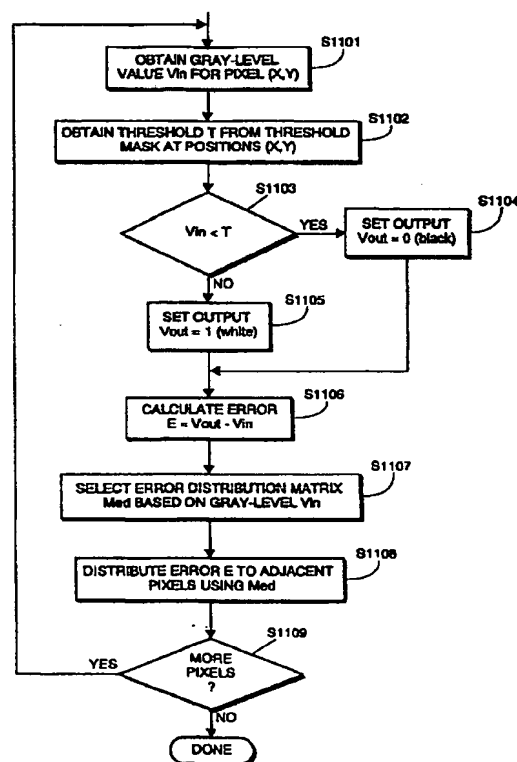 S1101
OBTAIN GRAY-LEVEL
VALUE Vin FOR PIXEL (X,Y)
S1102
OBTAIN THRESHOLD T FROM THRESHOLD
MASK AT POSITIONS (X,Y)
S1103
Vin < T
YES
S1104
SET OUTPUT
Vout = 0 (black)
NO
S1105
SET OUTPUT
Vout = 1 (white)
S1106
CALCULATE ERROR
E = Vout - Vin
S1107
SELECT ERROR DISTRIBUTION MATRIX
Med BASED ON GRAY-LEVEL Vin
S1108
DISTRIBUTE ERROR E TO ADJACENT
PIXELS USING Med
S1109
YES
MORE
PIXELS
?
NO
DONE